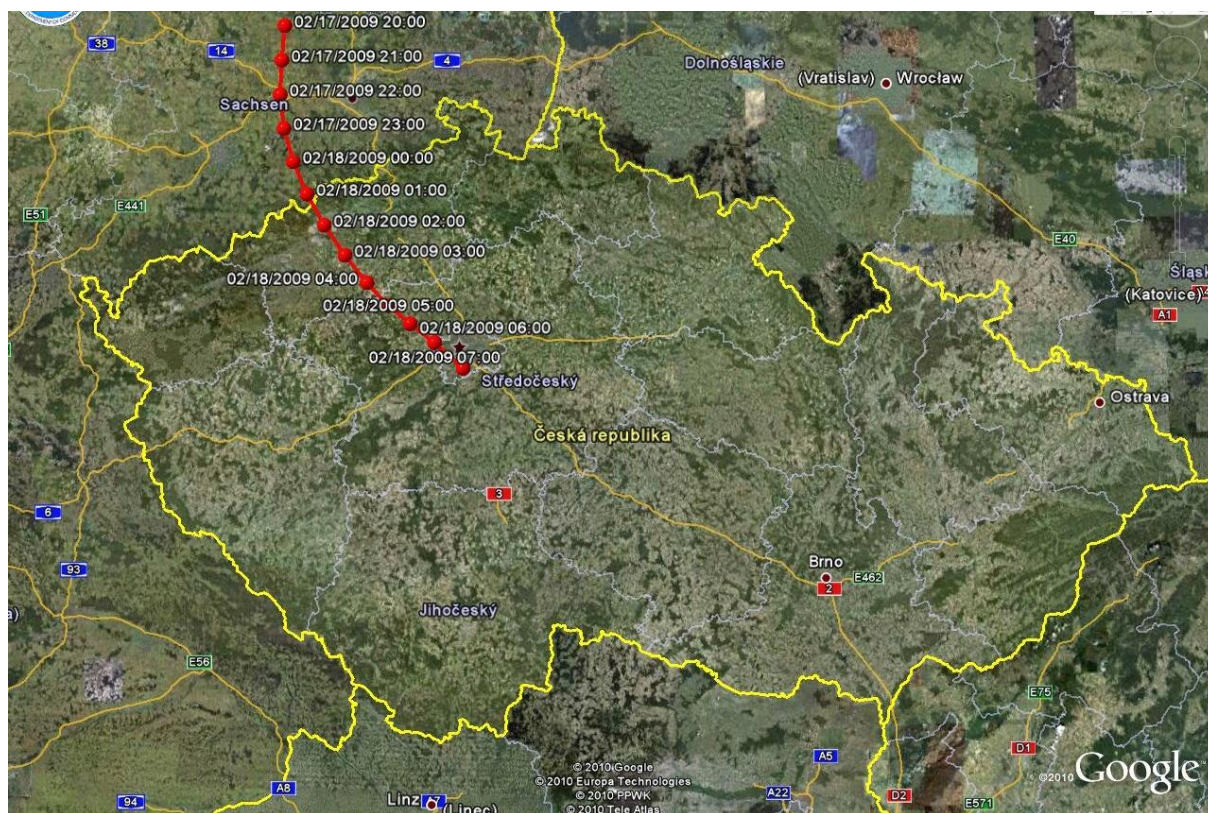 DEPARTMENT OF COMM
02/17/2009 20:00
38
14
02/17/2009 21:00
4
Dolnośląskie
(Vratislav)
Wrocław
02/17/2009 22:00
Sachsen
02/17/2009 23:00
02/18/2009 00:00
02/18/2009 01:00
E51
E441
02/18/2009 02:00
E40
02/18/2009 03:00
Śląsk
02/18/2009 04:00
(Katovice)
4
A1
02/18/2009 05:00
02/18/2009 06:00
02/18/2009 07:00
Středočeský
Ostrava
Česká republika
3
6
Brno
93
E462
2
Jihočeský
E56
E75
D1
© 2010 Google
A5
©2010 Google
© 2010 Europa Technologies
A8
© 2010 PPWK
A22
D2
94
Linz
7
(Linec)
© 2010 Tele Atlas
E571